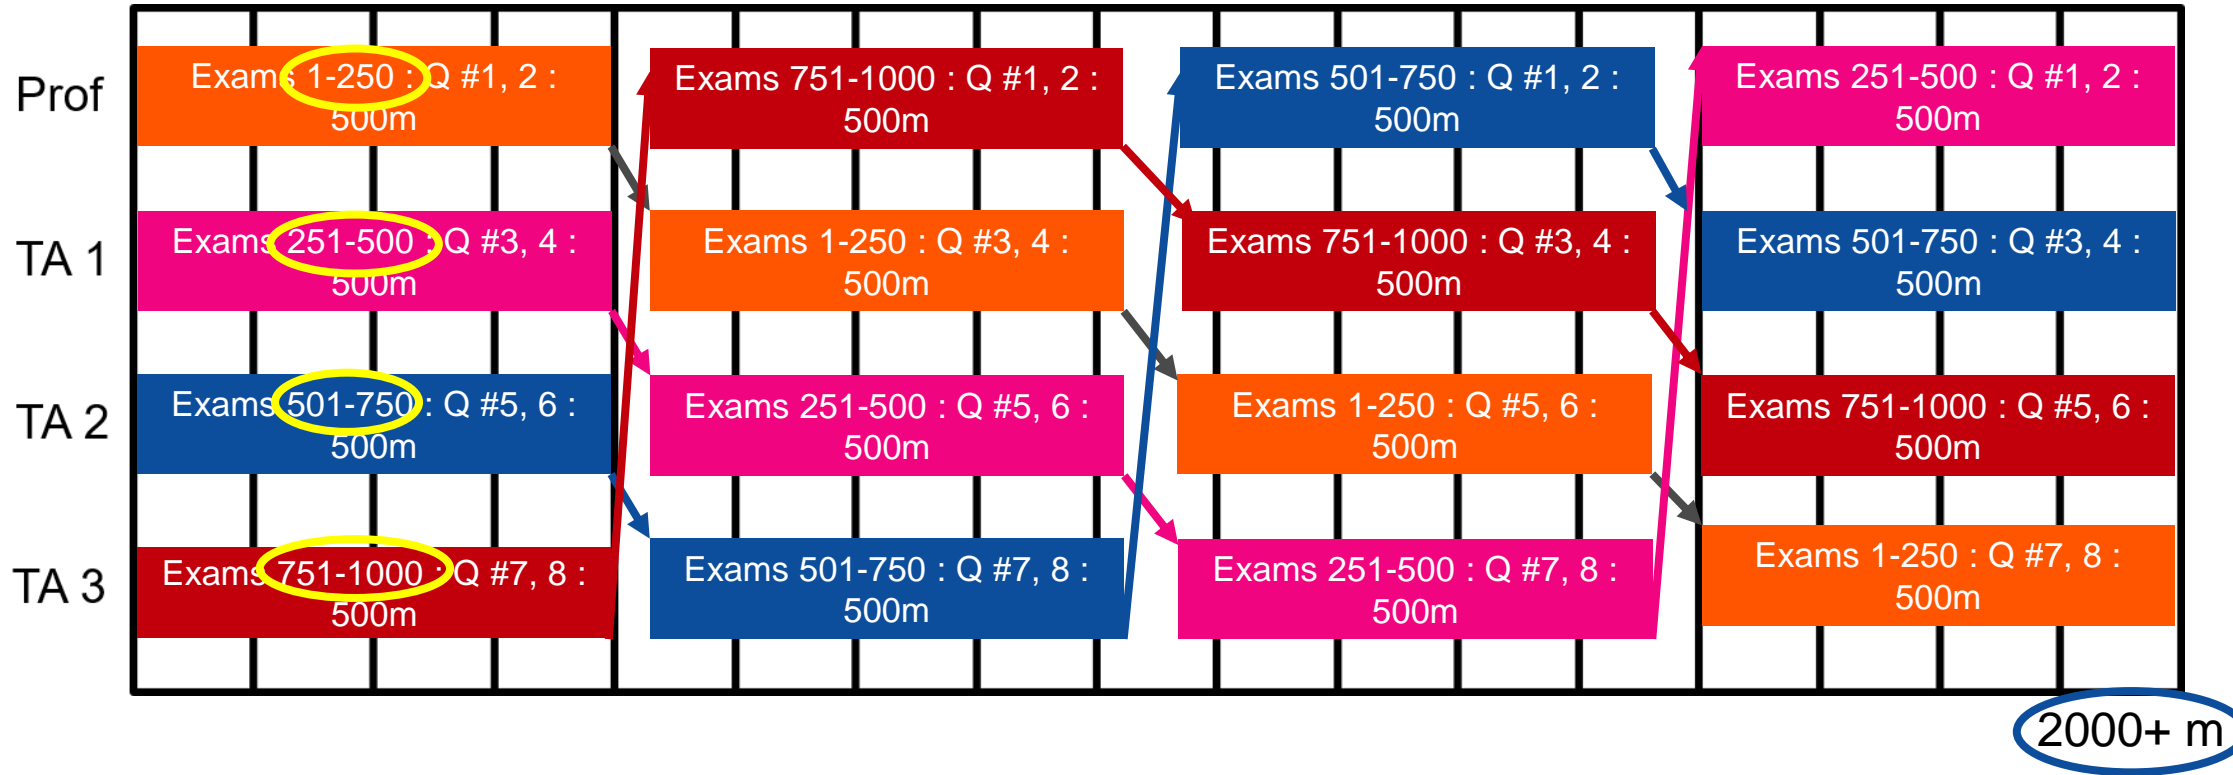 Prof
Exams 1-250 : Q #1, 2 :
500m
Exams 751-1000 : Q #1, 2 :
500m
Exams 501-750 : Q #1, 2 :
500m
Exams 251-500 : Q #1, 2 :
500m
TA 1
Exams 251-500 : Q #3, 4 :
500m
Exams 1-250 : Q #3, 4 :
500m
Exams 751-1000 : Q #3, 4 :
500m
Exams 501-750 : Q #3, 4 :
500m
TA 2
Exams 501-750 : Q #5, 6 :
500m
Exams 251-500 : Q #5, 6 :
500m
Exams 1-250 : Q #5, 6 :
500m
Exams 751-1000 : Q #5, 6 :
500m
TA 3
Exams 751-1000 : Q #7, 8 :
500m
Exams 501-750 : Q #7, 8 :
500m
Exams 251-500 : Q #7, 8 :
500m
Exams 1-250 : Q #7, 8 :
500m
2000+ m